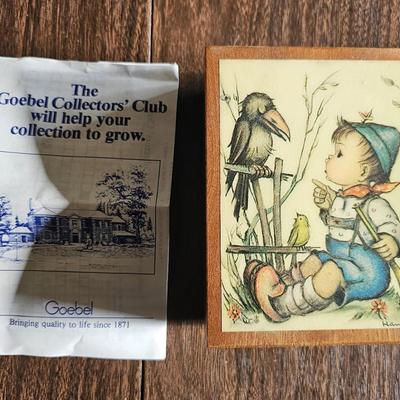 The
Goebel Collectors' Club
will help your
collection to grow.
Goebel
Bringing quality to life since 1871